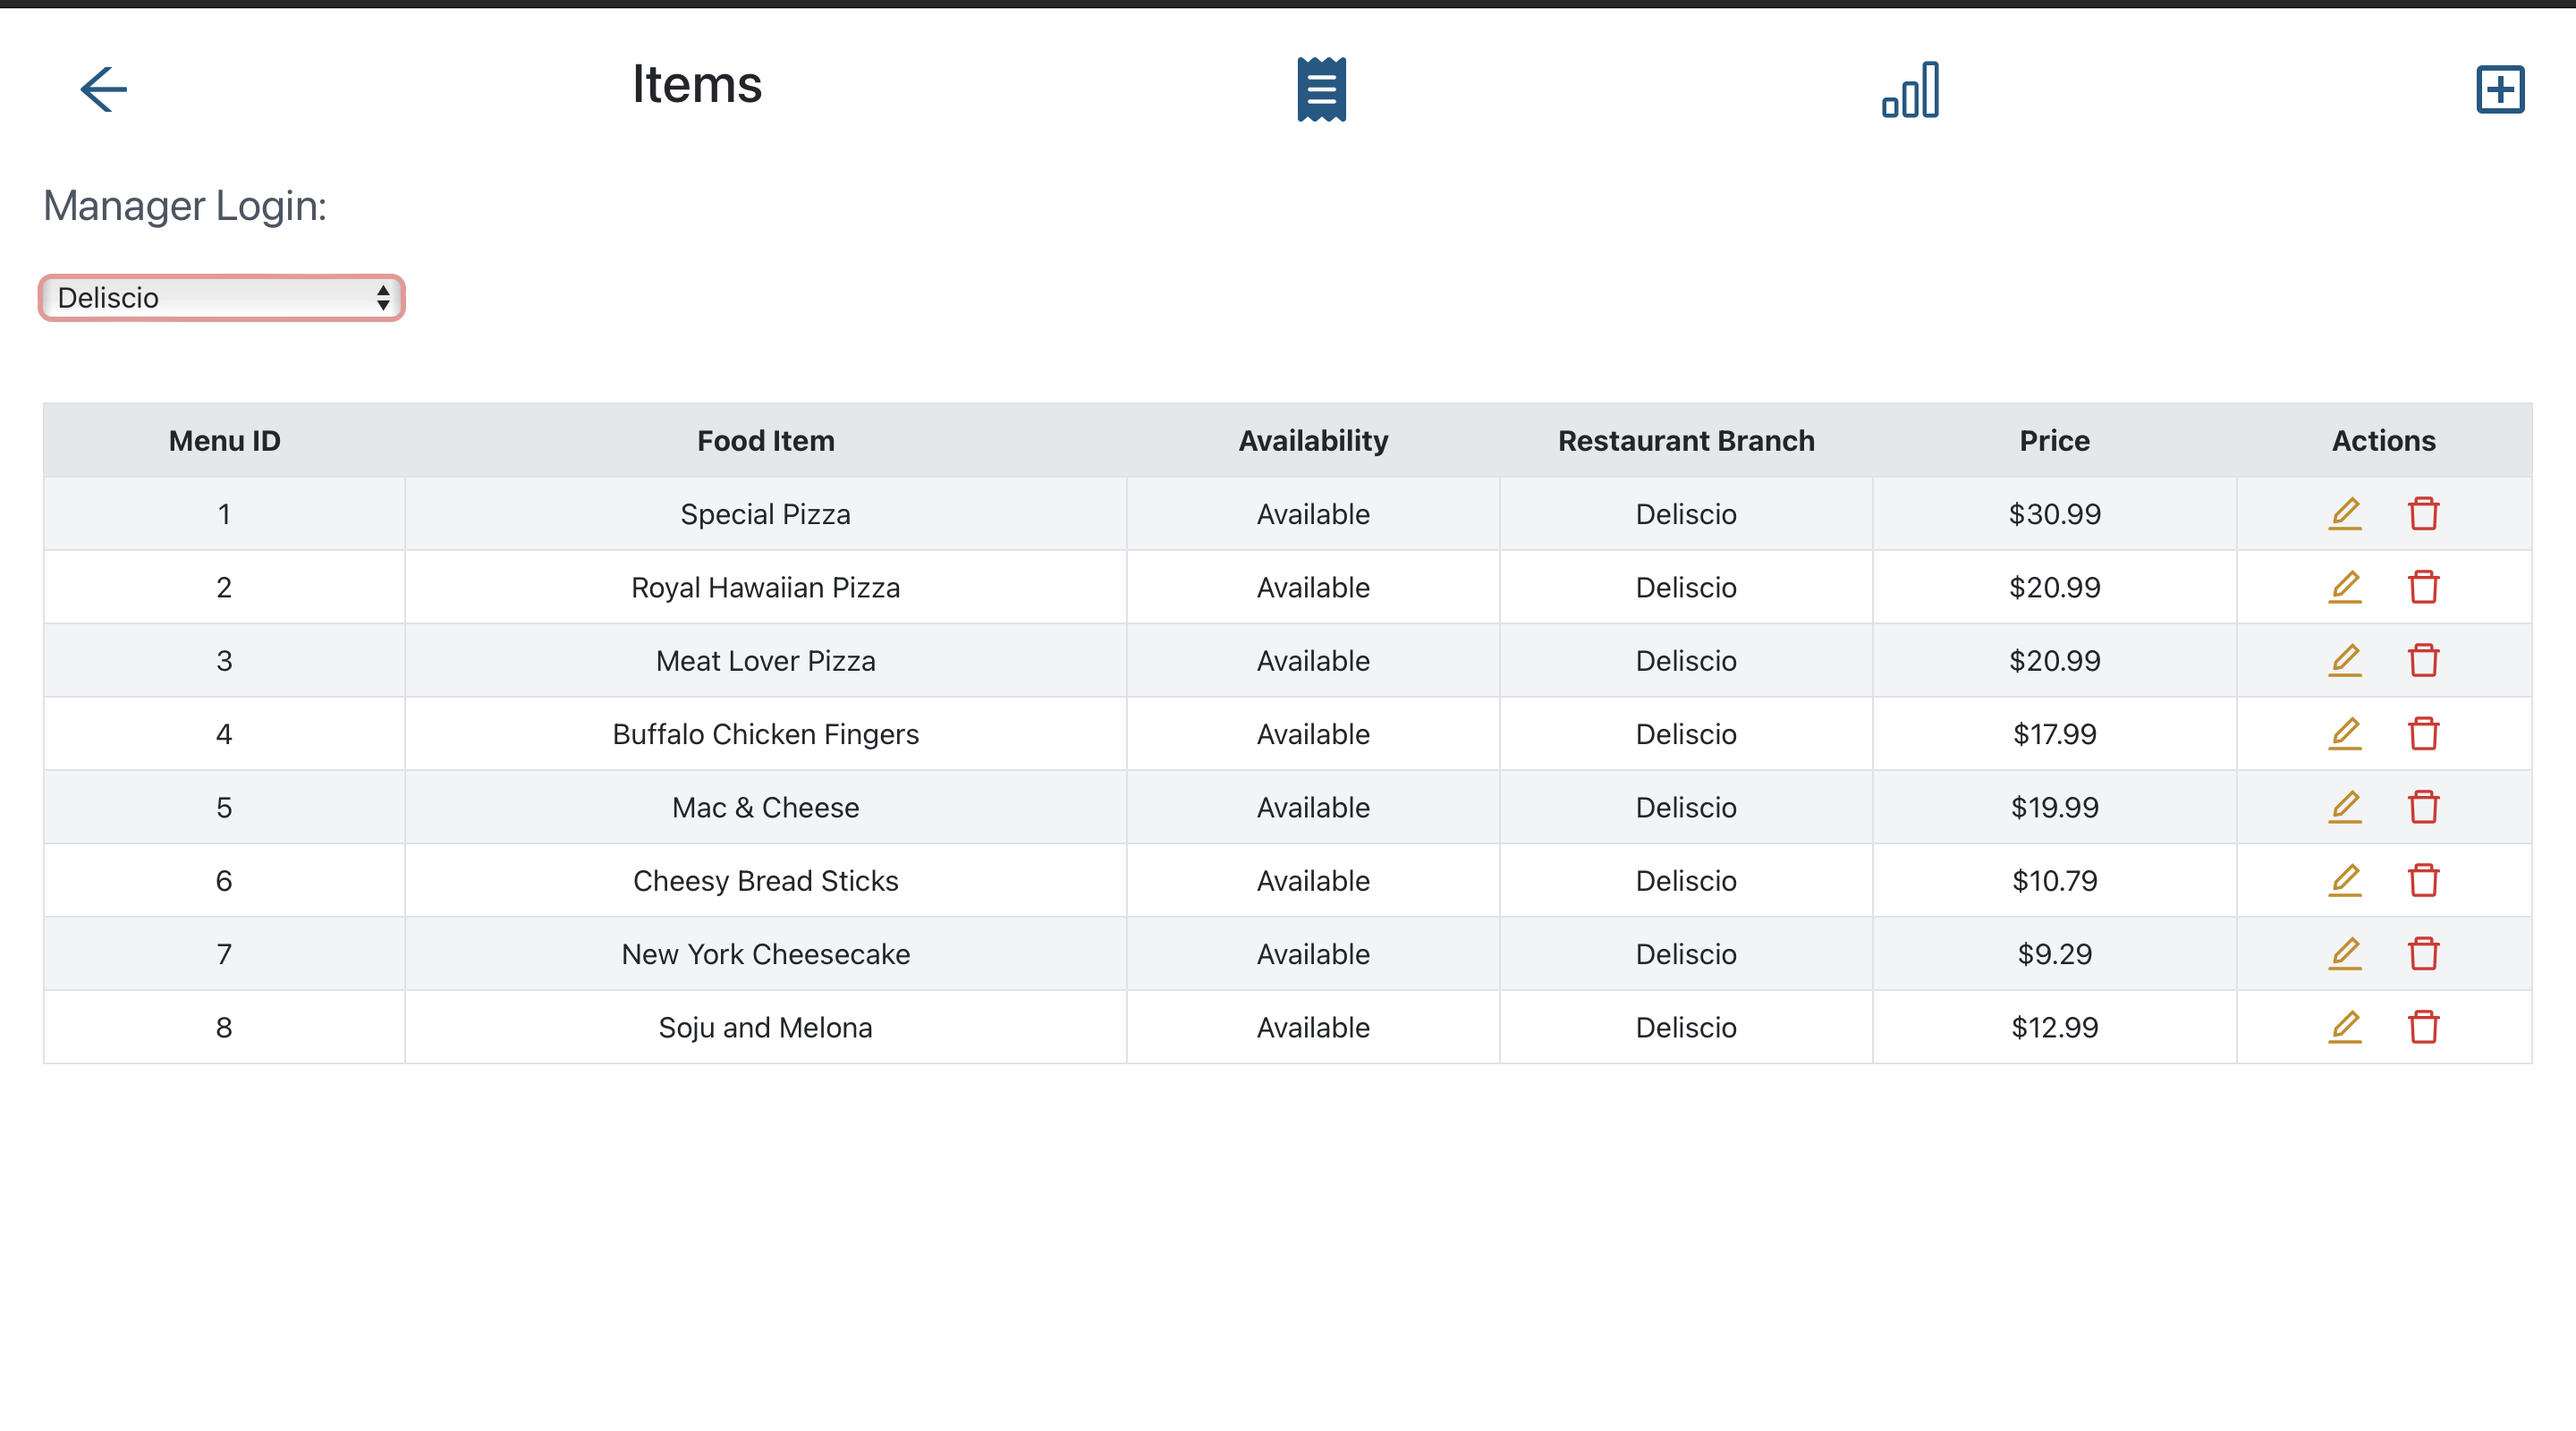 Items
Manager Login:
Deliscio
Menu ID Food Item Availability Restaurant Branch Price Actions
1 Special Pizza Available Deliscio $30.99
2 Royal Hawaiian Pizza Available Deliscio $20.99
3 Meat Lover Pizza Available Deliscio $20.99
4 Buffalo Chicken Fingers Available Deliscio $17.99
5 Mac & Cheese Available Deliscio $19.99
6 Cheesy Bread Sticks Available Deliscio $10.79
7 New York Cheesecake Available Deliscio $9.29
8 Soju and Melona Available Deliscio $12.99